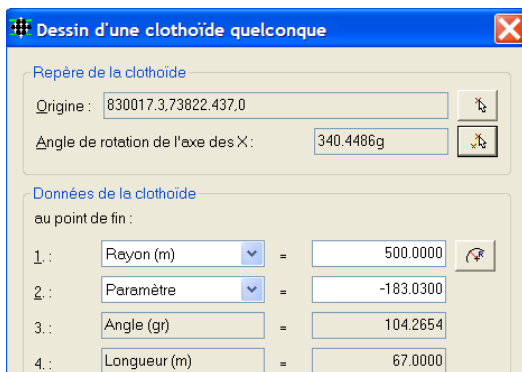 Dessin d'une clothoïde quelconque
Repère de la clothoïde
Origine : 830017.3,73822.437,0
Angle de rotation de l'axe des X : 340.4486g
Données de la clothoïde
au point de fin :
1. : Rayon (m) = 500.0000
2. : Paramètre = -183.0300
3. : Angle (gr) = 104.2654
4. : Longueur (m) = 67.0000